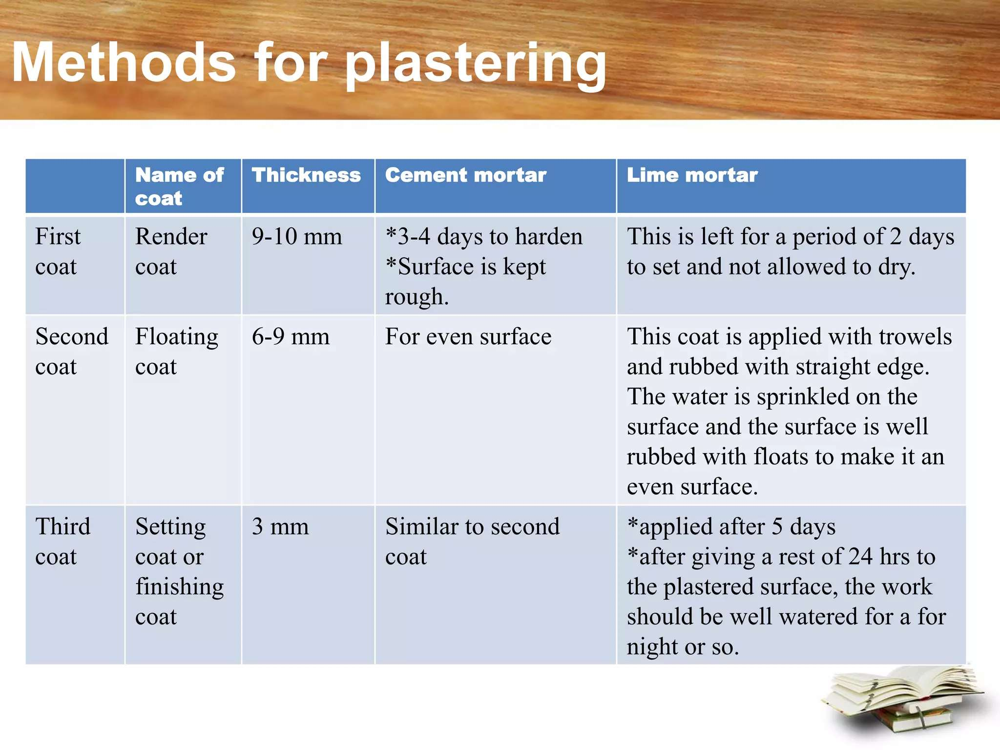 Methods for plastering
Name of
coat
Thickness
Cement mortar
Lime mortar
First
coat
Render
coat
9-10 mm
*3-4 days to harden
*Surface is kept
rough.
This is left for a period of 2 days
to set and not allowed to dry.
Second
coat
Floating
coat
6-9 mm
For even surface
This coat is applied with trowels
and rubbed with straight edge.
The water is sprinkled on the
surface and the surface is well
rubbed with floats to make it an
even surface.
Third
coat
Setting
coat or
finishing
coat
3 mm
Similar to second
coat
*applied after 5 days
*after giving a rest of 24 hrs to
the plastered surface, the work
should be well watered for a for
night or so.